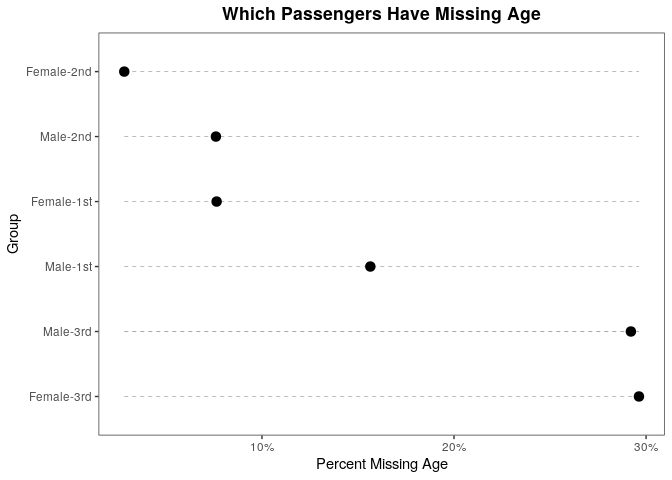 Which Passengers Have Missing Age
Female-2nd
Male-2nd
Female-1st
Male-1st
Male-3rd
Female-3rd
Group
10% 20% 30%
Percent Missing Age